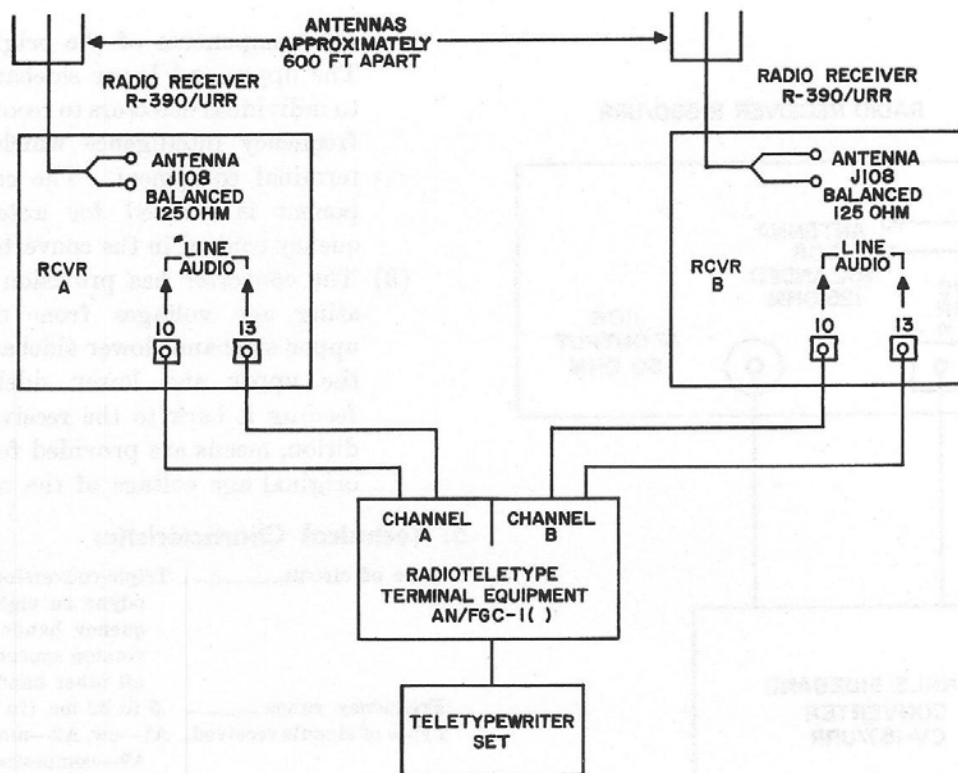 ANTENNAS
APPROXIMATELY
600 FT APART
RADIO RECEIVER
R-390/URR
ANTENNA
J108
BALANCED
125 OHM
LINE
AUDIO
RCVR
A
10 13
RADIO RECEIVER
R-390/URR
ANTENNA
J108
BALANCED
125 OHM
LINE
AUDIO
RCVR
B
10 13
CHANNEL
A
CHANNEL
B
RADIOTELETYPE
TERMINAL EQUIPMENT
AN/FGC-1( )
TELETYPEWRITER
SET